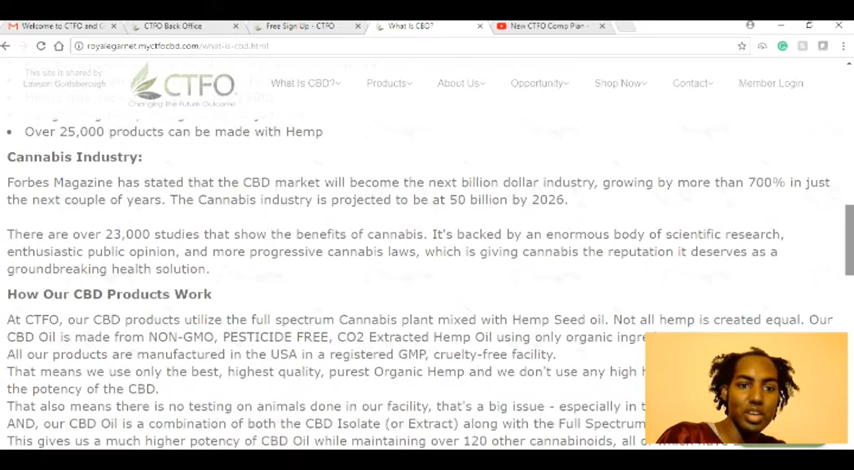 Welcome to CTFO and G
CTFO Back Office
Free Sign Up - CTFO
What Is CBD?
New CTFO Comp Plan -
royalegarnet.myctfocbd.com/what-is-cbd.html
This site is shared by
Lawson Goldsborough
CTFO
Changing the Future Outcome
What Is CBD?
Products
About Us
Opportunity
Shop Now
Contact
Member Login
• Over 25,000 products can be made with Hemp
Cannabis Industry:
Forbes Magazine has stated that the CBD market will become the next billion dollar industry, growing by more than 700% in just
the next couple of years. The Cannabis industry is projected to be at 50 billion by 2026.
There are over 23,000 studies that show the benefits of cannabis. It's backed by an enormous body of scientific research,
enthusiastic public opinion, and more progressive cannabis laws, which is giving cannabis the reputation it deserves as a
groundbreaking health solution.
How Our CBD Products Work
At CTFO, our CBD products utilize the full spectrum Cannabis plant mixed with Hemp Seed oil. Not all hemp is created equal. Our
CBD Oil is made from NON-GMO, PESTICIDE FREE, CO2 Extracted Hemp Oil using only organic ingre
All our products are manufactured in the USA in a registered GMP, cruelty-free facility.
That means we use only the best, highest quality, purest Organic Hemp and we don't use any high h
the potency of the CBD.
That also means there is no testing on animals done in our facility, that's a big issue - especially in t
AND, our CBD Oil is a combination of both the CBD Isolate (or Extract) along with the Full Spectrum
This gives us a much higher potency of CBD Oil while maintaining over 120 other cannabinoids, all of which have